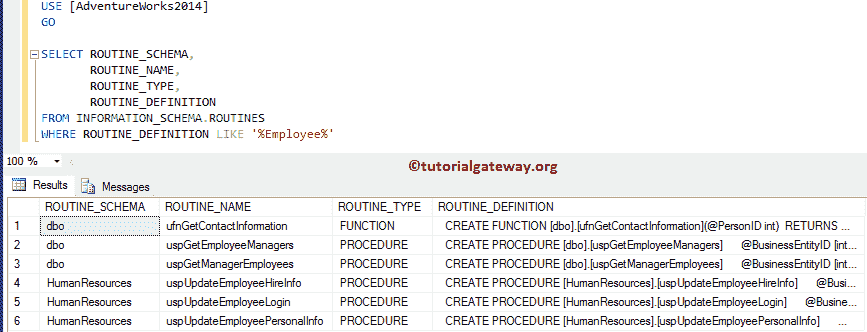 USE [AdventureWorks2014]
GO
SELECT ROUTINE_SCHEMA,
ROUTINE_NAME,
ROUTINE_TYPE,
ROUTINE_DEFINITION
FROM INFORMATION_SCHEMA.ROUTINES
WHERE ROUTINE_DEFINITION LIKE '%Employee%'
100 %
©tutorialgateway.org
Results Messages
ROUTINE_SCHEMA ROUTINE_NAME ROUTINE_TYPE ROUTINE_DEFINITION
1 dbo ufnGetContactInformation FUNCTION CREATE FUNCTION [dbo].[ufnGetContactInformation](@PersonID int) RETURNS ...
2 dbo uspGetEmployeeManagers PROCEDURE CREATE PROCEDURE [dbo].[uspGetEmployeeManagers] @BusinessEntityID [int...
3 dbo uspGetManagerEmployees PROCEDURE CREATE PROCEDURE [dbo].[uspGetManagerEmployees] @BusinessEntityID [int...
4 HumanResources uspUpdateEmployeeHireInfo PROCEDURE CREATE PROCEDURE [HumanResources].[uspUpdateEmployeeHireInfo] @Busi...
5 HumanResources uspUpdateEmployeeLogin PROCEDURE CREATE PROCEDURE [HumanResources].[uspUpdateEmployeeLogin] @Busine...
6 HumanResources uspUpdateEmployeePersonalInfo PROCEDURE CREATE PROCEDURE [HumanResources].[uspUpdateEmployeePersonalInfo] ...